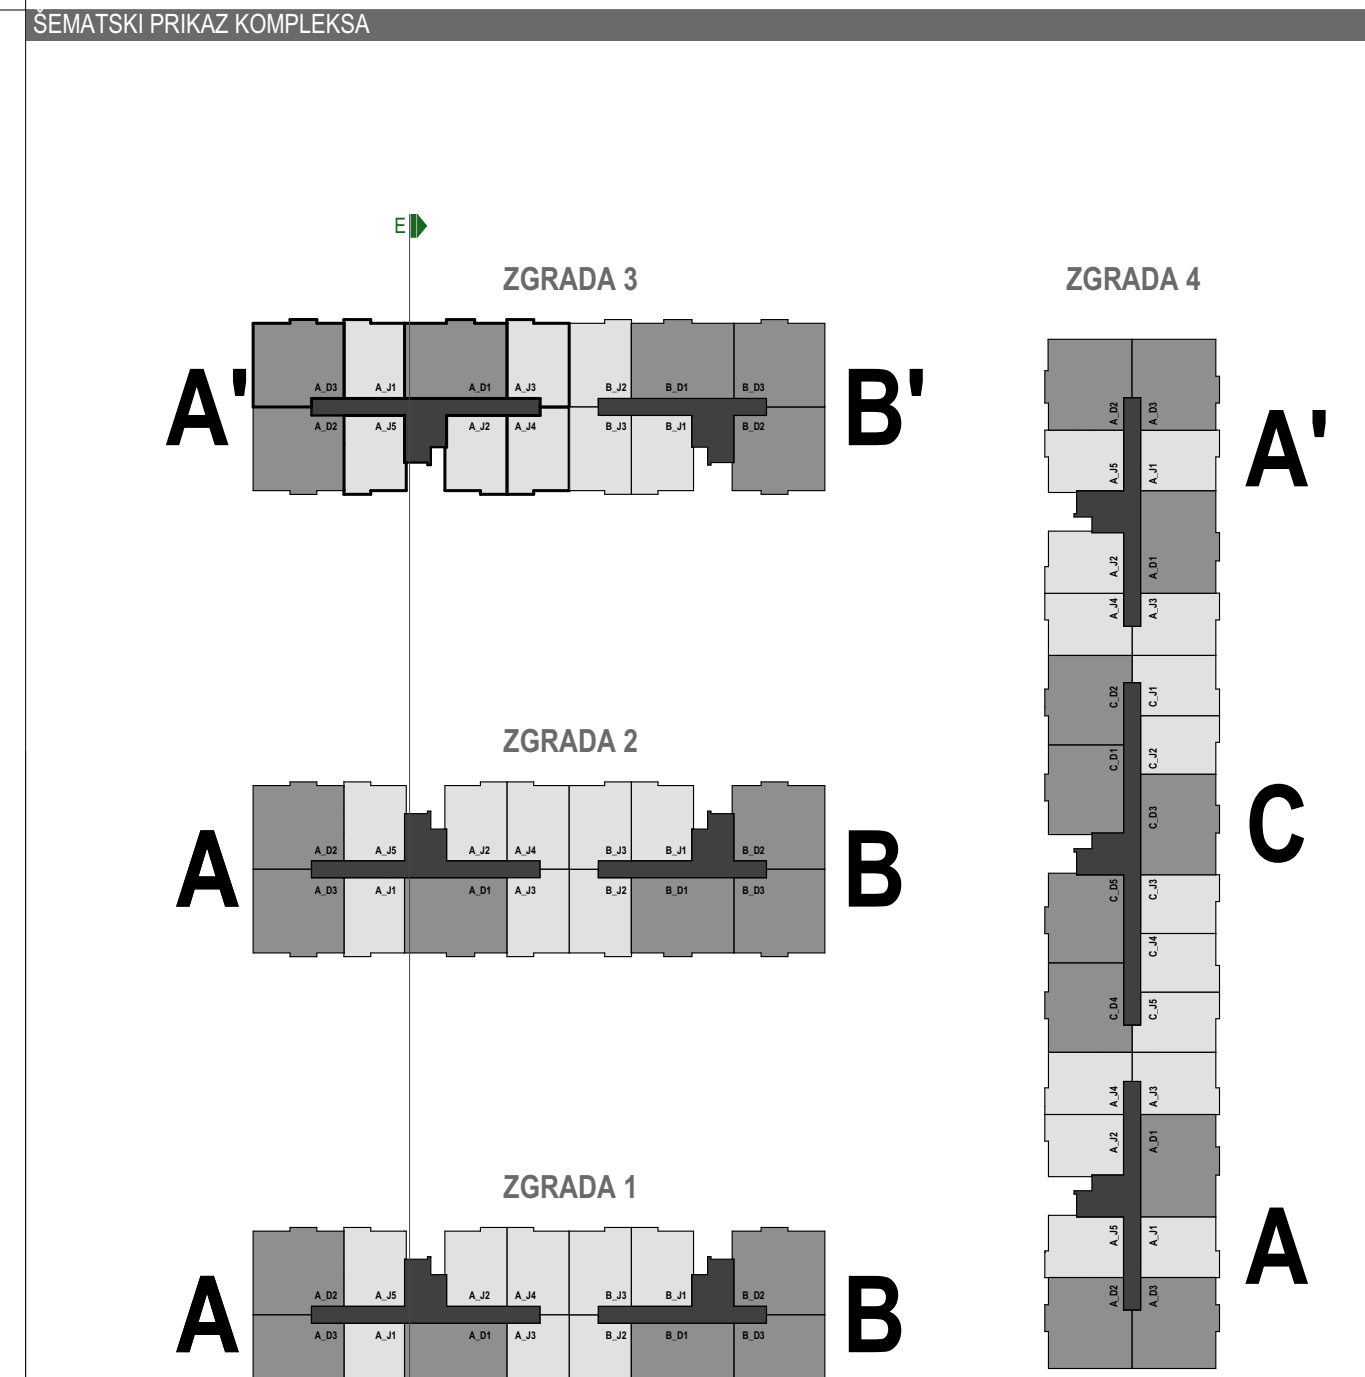 ŠEMATSKI PRIKAZ KOMPLEKSA
E
ZGRADA 3
A'
A_D3 A_J1 A_D1 A_J3 B_J2 B_D1 B_D3
A_D2 A_J5 A_J2 A_J4 B_J3 B_J1 B_D2
B'
ZGRADA 2
A
A_D2 A_J5 A_J2 A_J4 B_J3 B_J1 B_D2
A_D3 A_J1 A_D1 A_J3 B_J2 B_D1 B_D3
B
ZGRADA 1
A
A_D2 A_J5 A_J2 A_J4 B_J3 B_J1 B_D2
A_D3 A_J1 A_D1 A_J3 B_J2 B_D1 B_D3
B
ZGRADA 4
A_D2 A_D3
A_J5 A_J1
A'
A_J2 A_D1
A_J4 A_J3
C_D2 C_J1
C_D1 C_J2
C_D3
C
C_D5 C_J3
C_J4
C_D4 C_J5
A_J4 A_J3
A_J2 A_D1
A_J5 A_J1
A
A_D2 A_D3